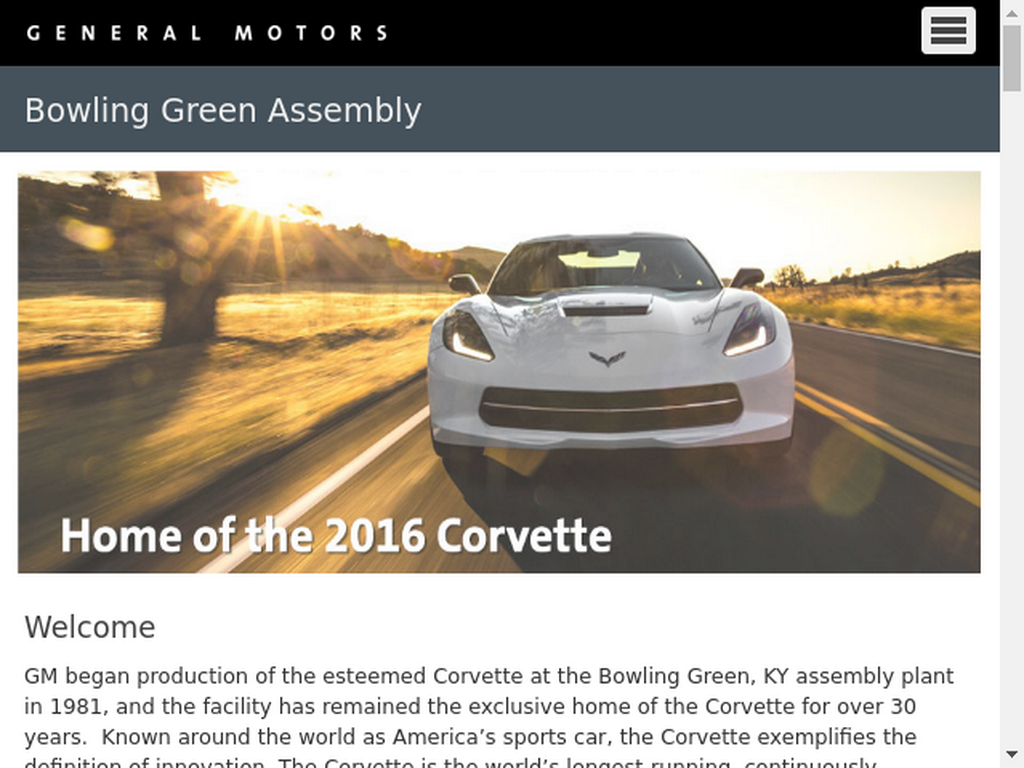 GENERAL MOTORS
Bowling Green Assembly
Home of the 2016 Corvette
Welcome
GM began production of the esteemed Corvette at the Bowling Green, KY assembly plant
in 1981, and the facility has remained the exclusive home of the Corvette for over 30
years.  Known around the world as America’s sports car, the Corvette exemplifies the
definition of innovation. The Corvette is the world’s longest running, continuously